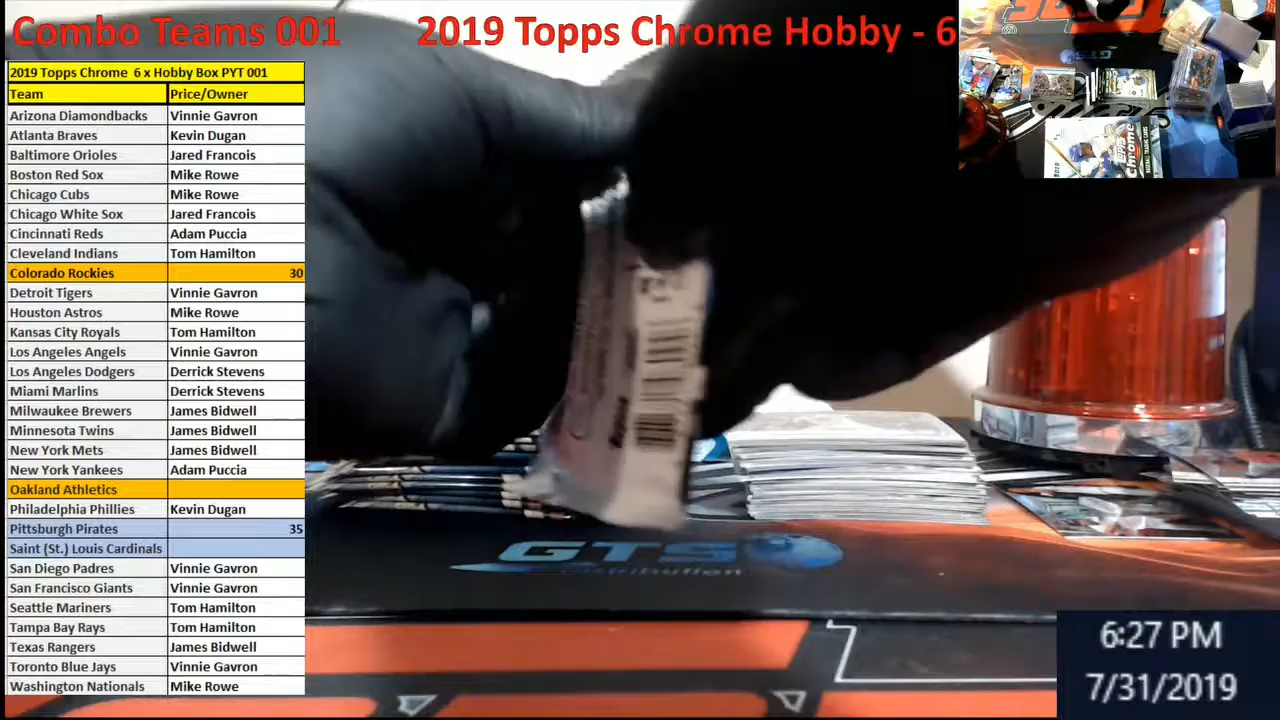 Combo Teams 001 2019 Topps Chrome Hobby - 6
2019 Topps Chrome 6 x Hobby Box PYT 001
Team Price/Owner
Arizona Diamondbacks Vinnie Gavron
Atlanta Braves Kevin Dugan
Baltimore Orioles Jared Francois
Boston Red Sox Mike Rowe
Chicago Cubs Mike Rowe
Chicago White Sox Jared Francois
Cincinnati Reds Adam Puccia
Cleveland Indians Tom Hamilton
Colorado Rockies 30
Detroit Tigers Vinnie Gavron
Houston Astros Mike Rowe
Kansas City Royals Tom Hamilton
Los Angeles Angels Vinnie Gavron
Los Angeles Dodgers Derrick Stevens
Miami Marlins Derrick Stevens
Milwaukee Brewers James Bidwell
Minnesota Twins James Bidwell
New York Mets James Bidwell
New York Yankees Adam Puccia
Oakland Athletics
Philadelphia Phillies Kevin Dugan
Pittsburgh Pirates 35
Saint (St.) Louis Cardinals
San Diego Padres Vinnie Gavron
San Francisco Giants Vinnie Gavron
Seattle Mariners Tom Hamilton
Tampa Bay Rays Tom Hamilton
Texas Rangers James Bidwell
Toronto Blue Jays Vinnie Gavron
Washington Nationals Mike Rowe
GTS
Distribution
Topps
Chrome
6:27 PM
7/31/2019